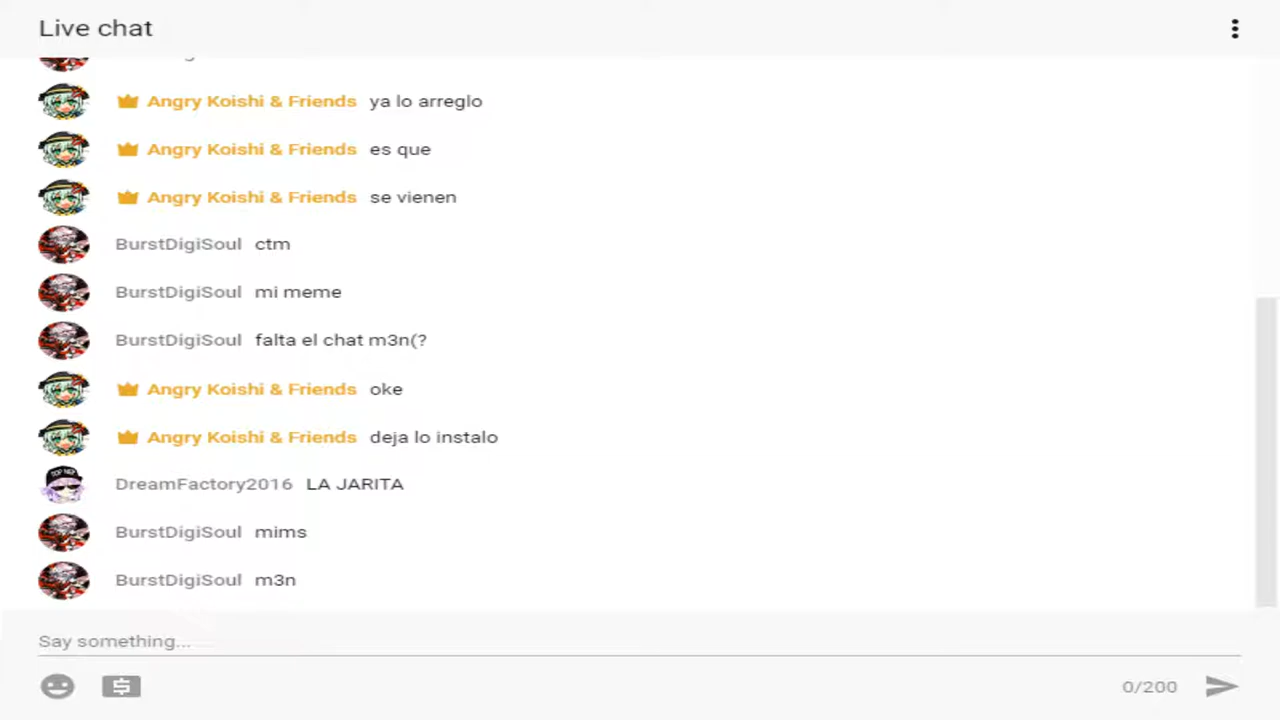 Live chat
Angry Koishi & Friends ya lo arreglo
Angry Koishi & Friends es que
Angry Koishi & Friends se vienen
BurstDigiSoul ctm
BurstDigiSoul mi meme
BurstDigiSoul falta el chat m3n(?
Angry Koishi & Friends oke
Angry Koishi & Friends deja lo instalo
TOP NEP
DreamFactory2016 LA JARITA
BurstDigiSoul mims
BurstDigiSoul m3n
Say something...
0/200